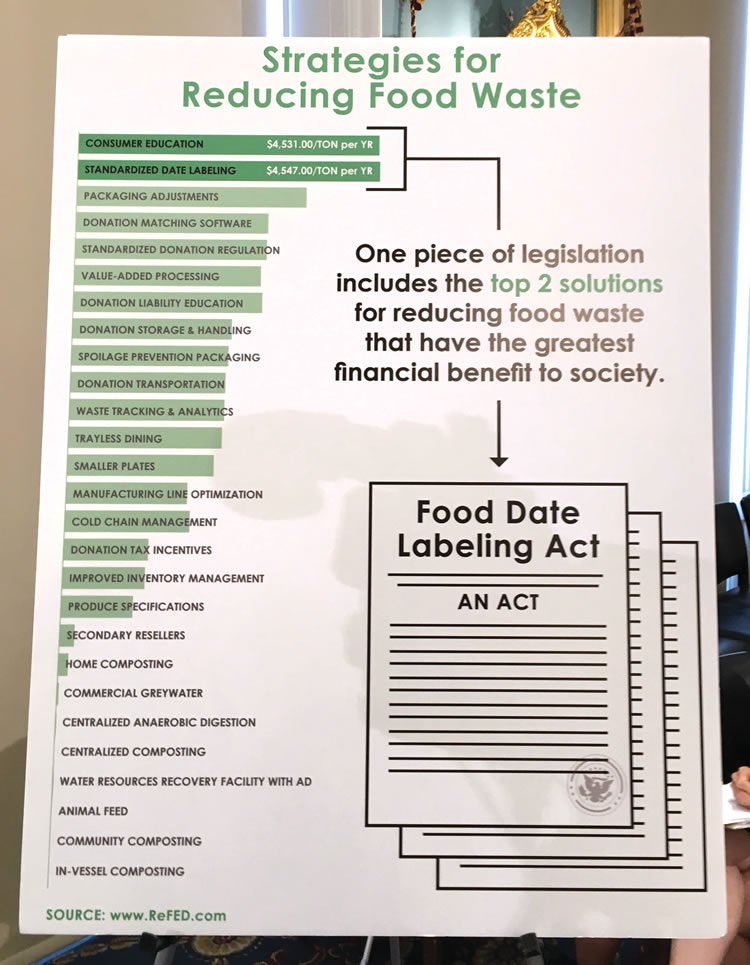 Strategies for
Reducing Food Waste
CONSUMER EDUCATION $4,531.00/TON per YR
STANDARDIZED DATE LABELING $4,547.00/TON per YR
PACKAGING ADJUSTMENTS
DONATION MATCHING SOFTWARE
STANDARDIZED DONATION REGULATION
VALUE-ADDED PROCESSING
DONATION LIABILITY EDUCATION
DONATION STORAGE & HANDLING
SPOILAGE PREVENTION PACKAGING
DONATION TRANSPORTATION
WASTE TRACKING & ANALYTICS
TRAYLESS DINING
SMALLER PLATES
MANUFACTURING LINE OPTIMIZATION
COLD CHAIN MANAGEMENT
DONATION TAX INCENTIVES
IMPROVED INVENTORY MANAGEMENT
PRODUCE SPECIFICATIONS
SECONDARY RESELLERS
HOME COMPOSTING
COMMERCIAL GREYWATER
CENTRALIZED ANAEROBIC DIGESTION
CENTRALIZED COMPOSTING
WATER RESOURCES RECOVERY FACILITY WITH AD
ANIMAL FEED
COMMUNITY COMPOSTING
IN-VESSEL COMPOSTING
One piece of legislation
includes the top 2 solutions
for reducing food waste
that have the greatest
financial benefit to society.
Food Date
Labeling Act
AN ACT
SOURCE: www.ReFED.com